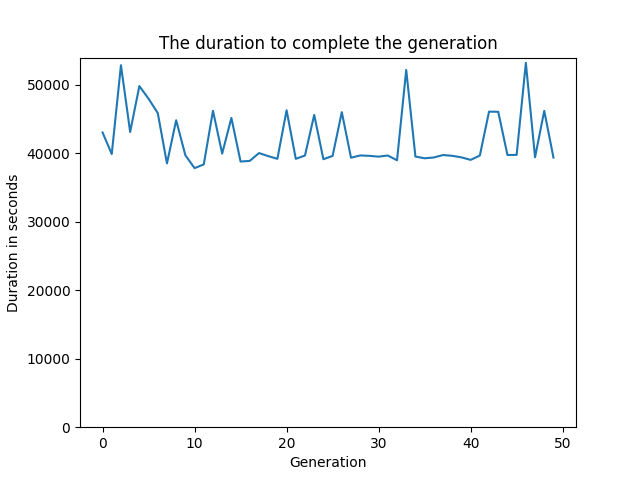 The duration to complete the generation
50000
40000
30000
20000
10000
0
Duration in seconds
0 10 20 30 40 50
Generation